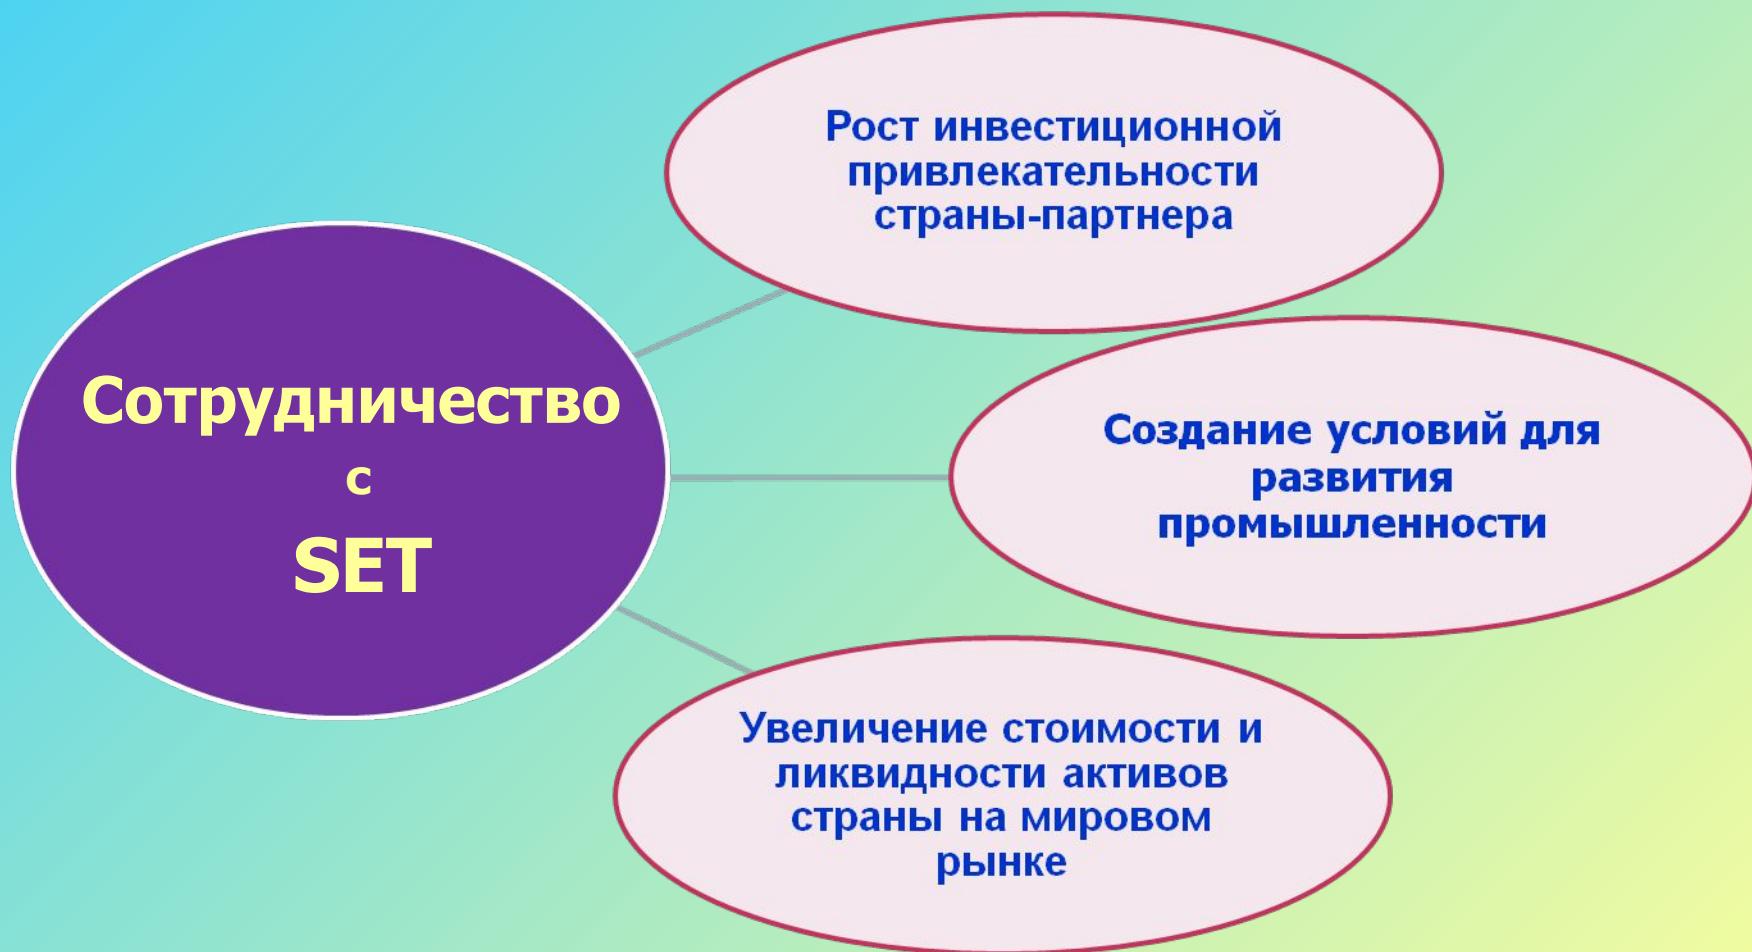 Сотрудничество
с
SET
Рост инвестиционной
привлекательности
страны-партнера
Создание условий для
развития
промышленности
Увеличение стоимости и
ликвидности активов
страны на мировом
рынке